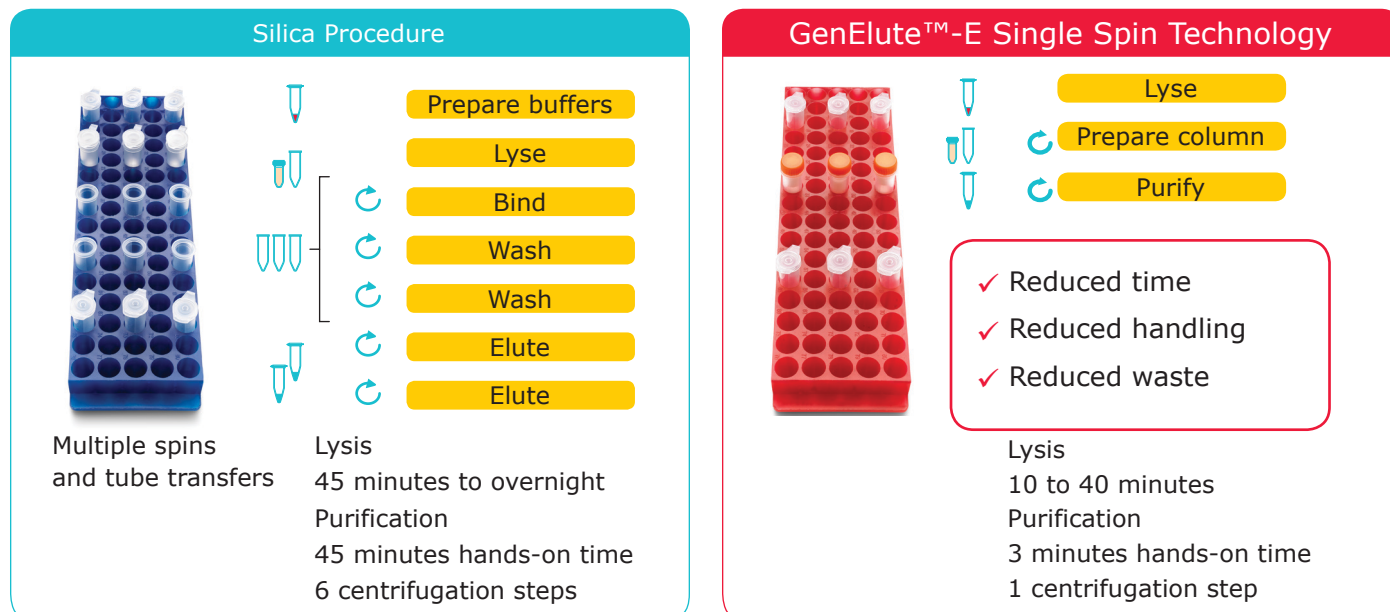 Silica Procedure
Prepare buffers
Lyse
Bind
Wash
Wash
Elute
Elute
Multiple spins
and tube transfers
Lysis
45 minutes to overnight
Purification
45 minutes hands-on time
6 centrifugation steps
GenElute™-E Single Spin Technology
Lyse
Prepare column
Purify
✓ Reduced time
✓ Reduced handling
✓ Reduced waste
Lysis
10 to 40 minutes
Purification
3 minutes hands-on time
1 centrifugation step